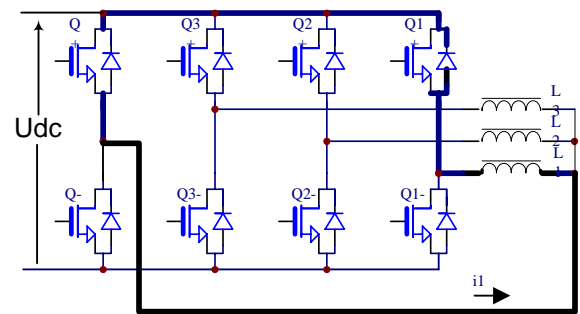 Q Q3 Q2 Q1
+ + + +
Udc
L
3
L
2
L
1
Q- Q3- Q2- Q1-
i1